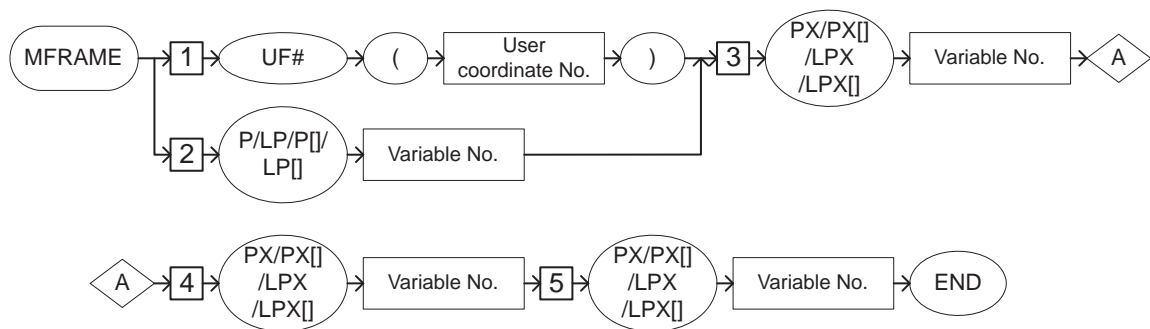 MFRAME
1
UF#
(
User
coordinate No.
)
3
PX/PX[]
/LPX
/LPX[]
Variable No.
A
2
P/LP/P[]/
LP[]
Variable No.
A
4
PX/PX[]
/LPX
/LPX[]
Variable No.
5
PX/PX[]
/LPX
/LPX[]
Variable No.
END